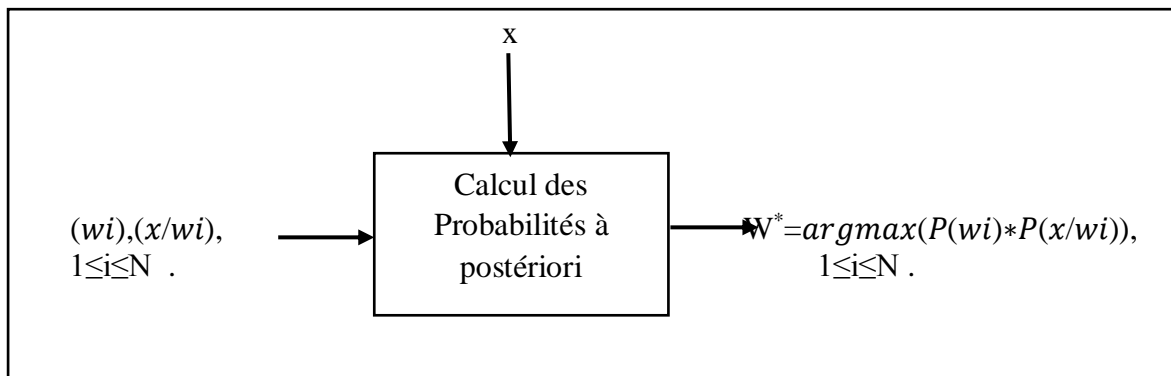 x
Calcul des
Probabilités à
postériori
(wi),(x/wi),
1≤i≤N .
W*=argmax(P(wi)∗P(x/wi)),
1≤i≤N .